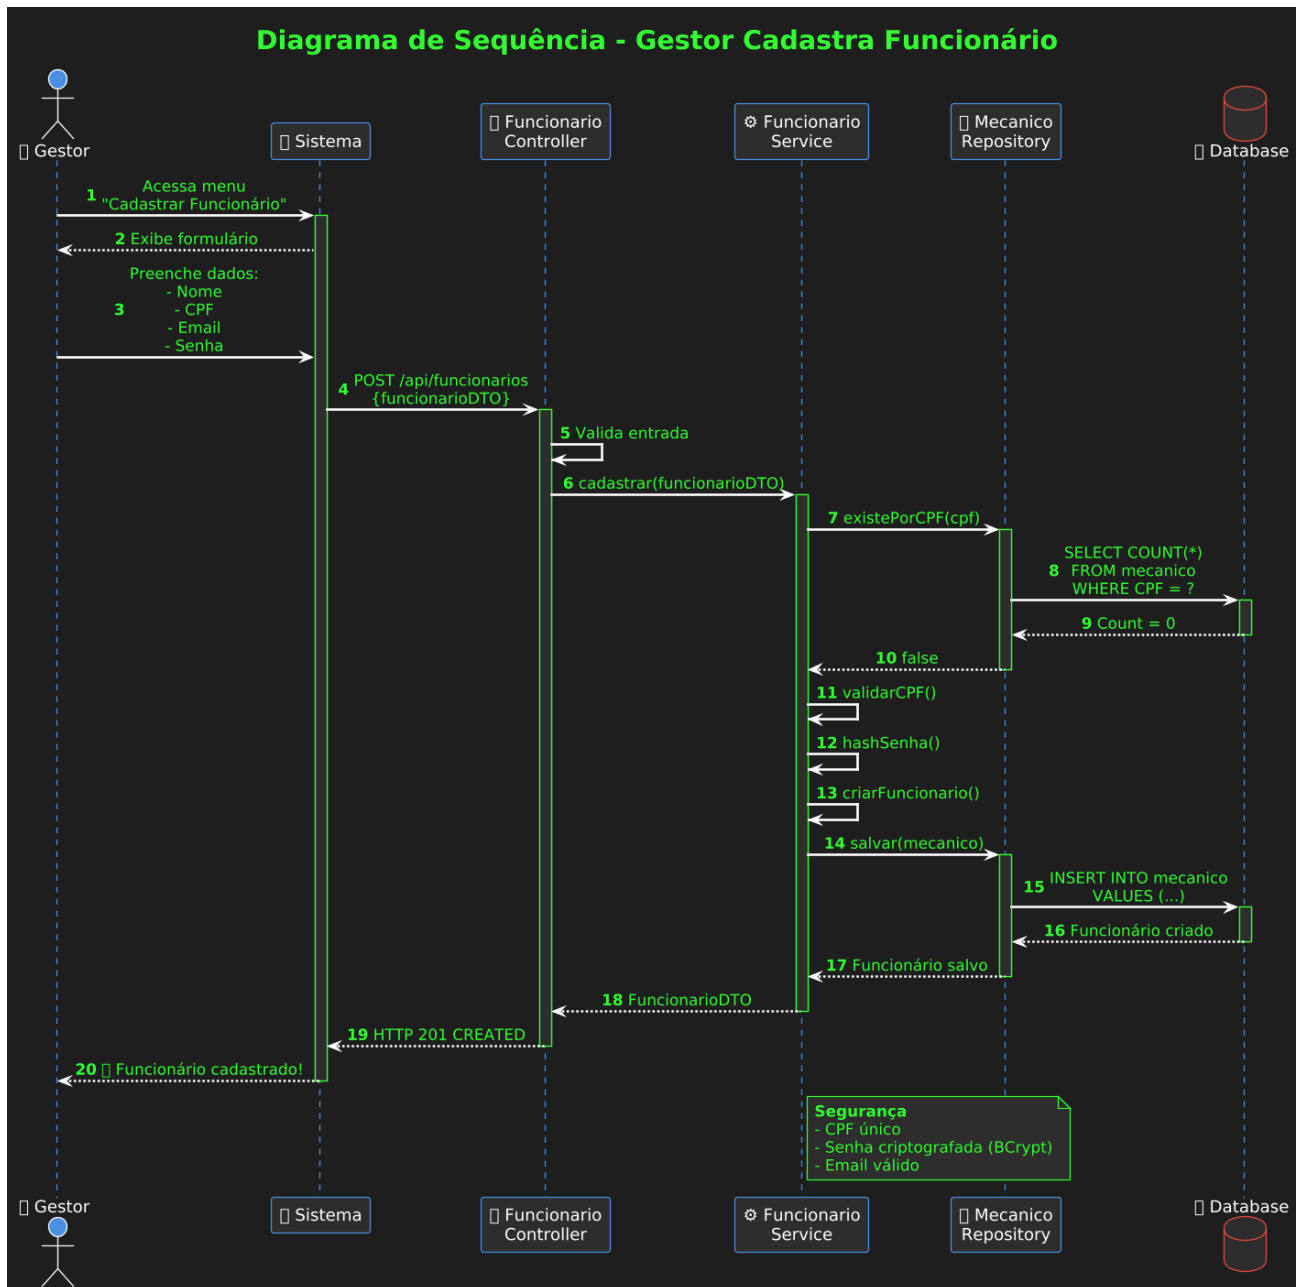 Diagrama de Sequência - Gestor Cadastra Funcionário
Gestor
Sistema
Funcionario
Controller
⚙ Funcionario
Service
Mecanico
Repository
Database
1 Acessa menu
"Cadastrar Funcionário"
2 Exibe formulário
3 Preenche dados:
- Nome
- CPF
- Email
- Senha
4 POST /api/funcionarios
{funcionarioDTO}
5 Valida entrada
6 cadastrar(funcionarioDTO)
7 existePorCPF(cpf)
8 SELECT COUNT(*)
FROM mecanico
WHERE CPF = ?
9 Count = 0
10 false
11 validarCPF()
12 hashSenha()
13 criarFuncionario()
14 salvar(mecanico)
15 INSERT INTO mecanico
VALUES (...)
16 Funcionário criado
17 Funcionário salvo
18 FuncionarioDTO
19 HTTP 201 CREATED
20 Funcionário cadastrado!
Segurança
- CPF único
- Senha criptografada (BCrypt)
- Email válido
Gestor
Sistema
Funcionario
Controller
⚙ Funcionario
Service
Mecanico
Repository
Database